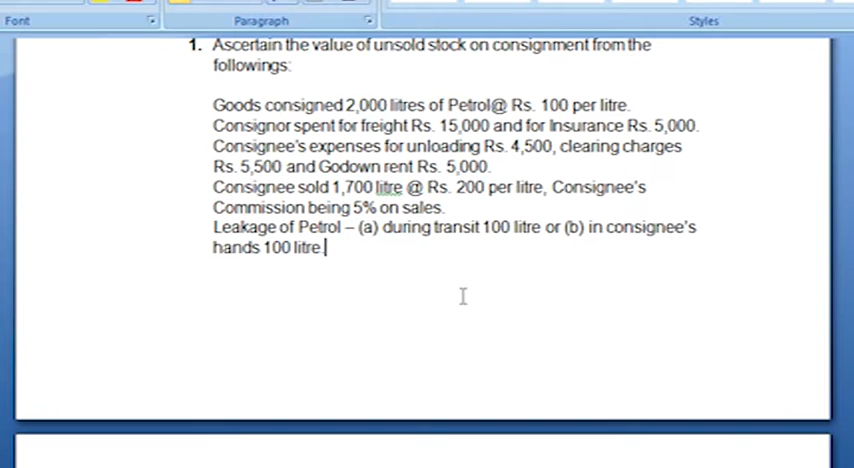 Font
Paragraph
Styles
1. Ascertain the value of unsold stock on consignment from the
followings:
Goods consigned 2,000 litres of Petrol@ Rs. 100 per litre.
Consignor spent for freight Rs. 15,000 and for Insurance Rs. 5,000.
Consignee's expenses for unloading Rs. 4,500, clearing charges
Rs. 5,500 and Godown rent Rs. 5,000.
Consignee sold 1,700 litre @ Rs. 200 per litre, Consignee's
Commission being 5% on sales.
Leakage of Petrol – (a) during transit 100 litre or (b) in consignee's
hands 100 litre.